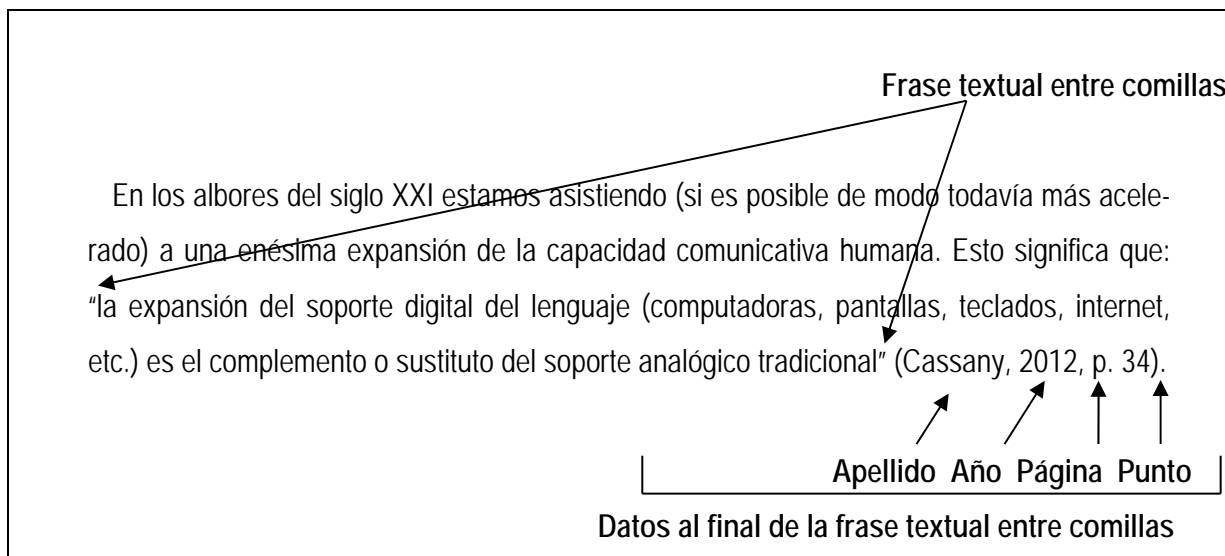 Frase textual entre comillas
En los albores del siglo XXI estamos asistiendo (si es posible de modo todavía más acele-
rado) a una enésima expansión de la capacidad comunicativa humana. Esto significa que:
“la expansión del soporte digital del lenguaje (computadoras, pantallas, teclados, internet,
etc.) es el complemento o sustituto del soporte analógico tradicional” (Cassany, 2012, p. 34).
Apellido Año Página Punto
Datos al final de la frase textual entre comillas